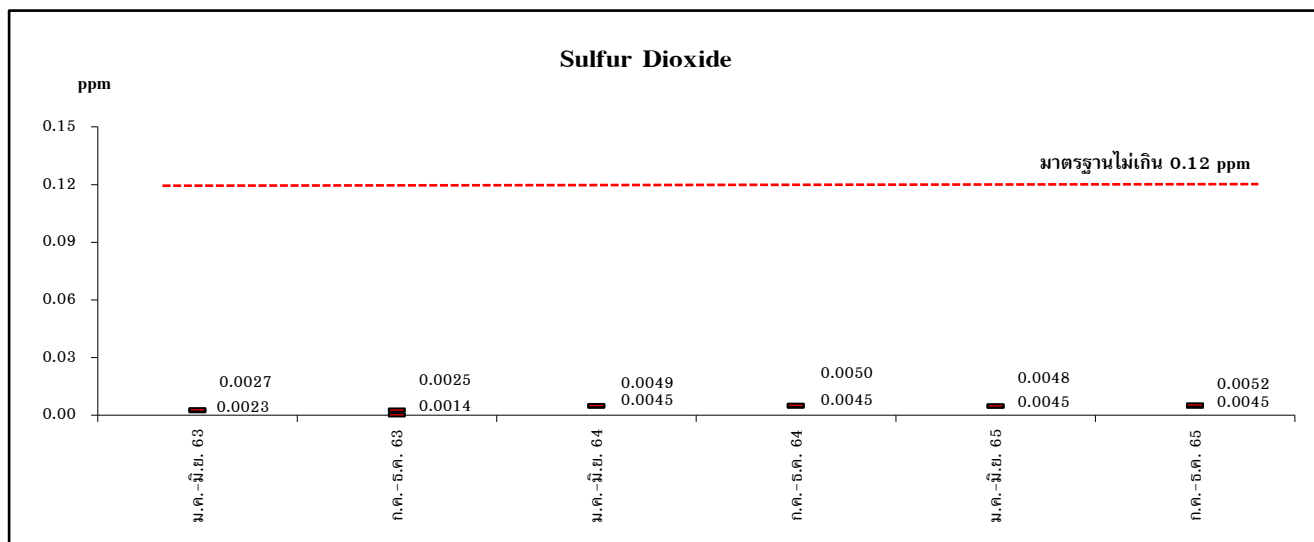 Sulfur Dioxide
ppm
0.15
มาตรฐานไม่เกิน 0.12 ppm
0.12
0.09
0.06
0.03
0.00
0.0027
0.0023
0.0025
0.0014
0.0049
0.0045
0.0050
0.0045
0.0048
0.0045
0.0052
0.0045
ม.ค.-มิ.ย. 63
ก.ค.-ธ.ค. 63
ม.ค.-มิ.ย. 64
ก.ค.-ธ.ค. 64
ม.ค.-มิ.ย. 65
ก.ค.-ธ.ค. 65